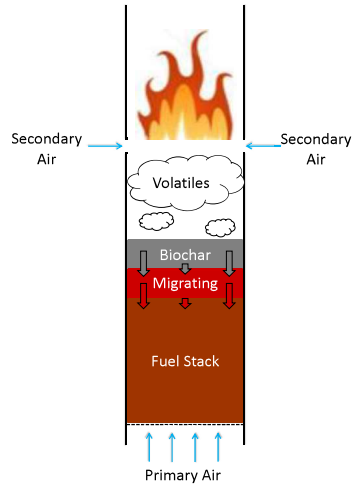 Secondary
Air
Secondary
Air
Volatiles
Biochar
Migrating
Fuel Stack
Primary Air